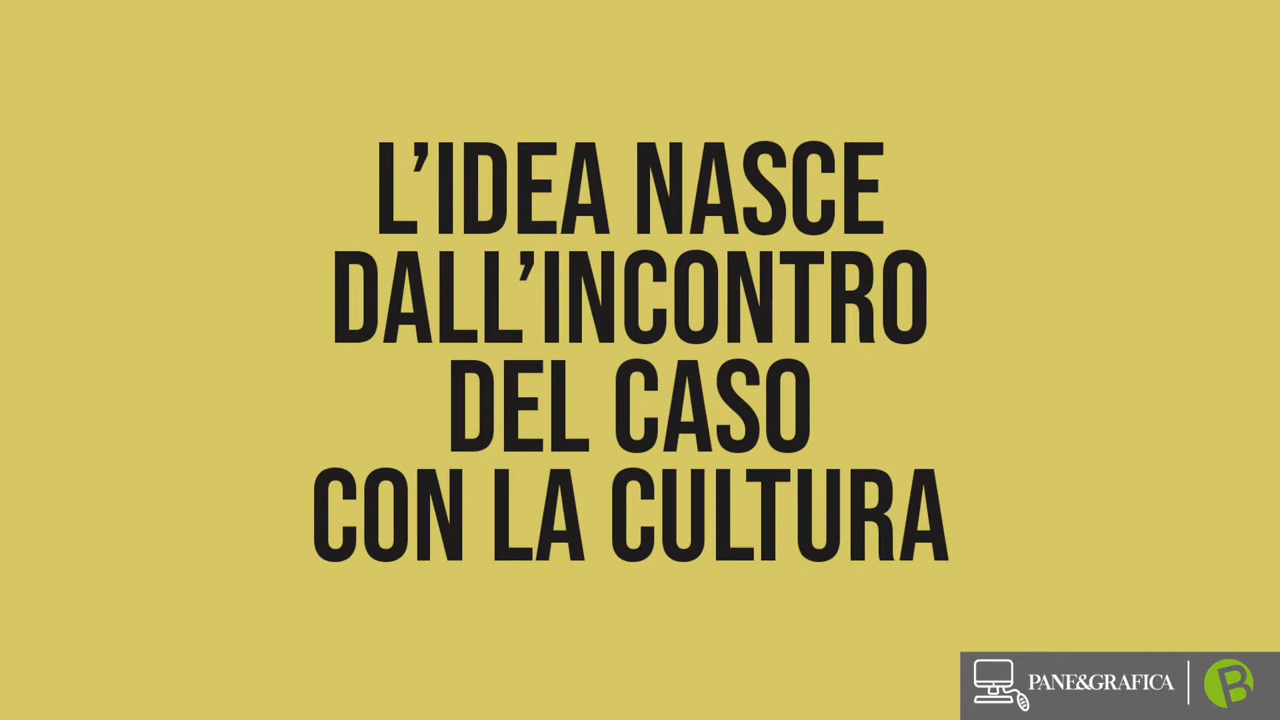 L’IDEA NASCE
DALL’INCONTRO
DEL CASO
CON LA CULTURA
PANE&GRAFICA
B